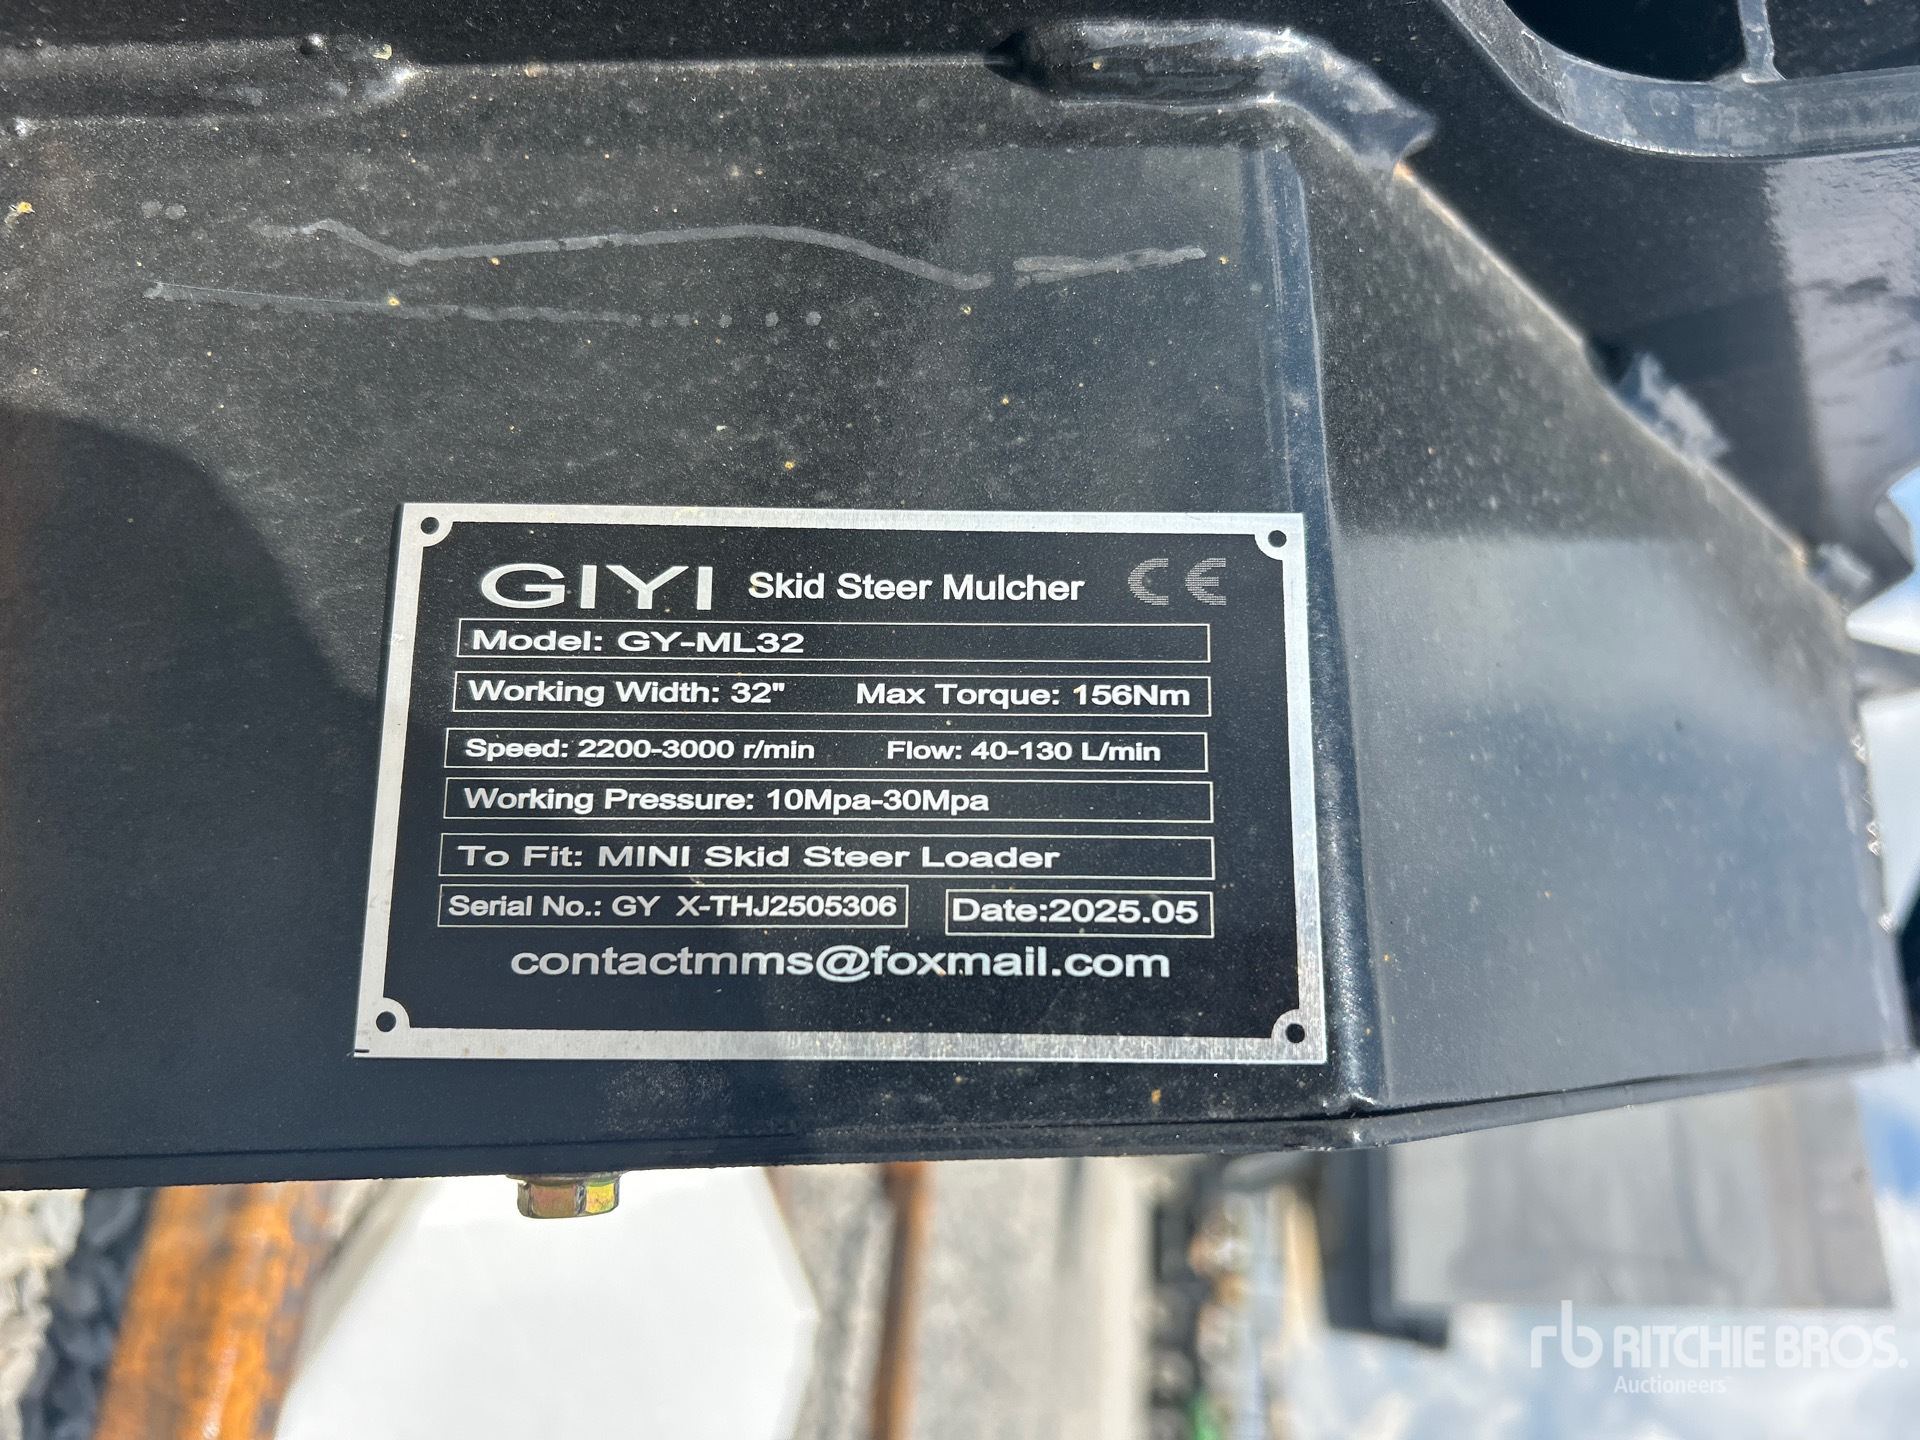 GIYI Skid Steer Mulcher CE
Model: GY-ML32
Working Width: 32" Max Torque: 156Nm
Speed: 2200-3000 r/min Flow: 40-130 L/min
Working Pressure: 10Mpa-30Mpa
To Fit: MINI Skid Steer Loader
Serial No.: GY X-THJ2505306 Date:2025.05
contactmms@foxmail.com
rb RITCHIE BROS.
Auctioneers